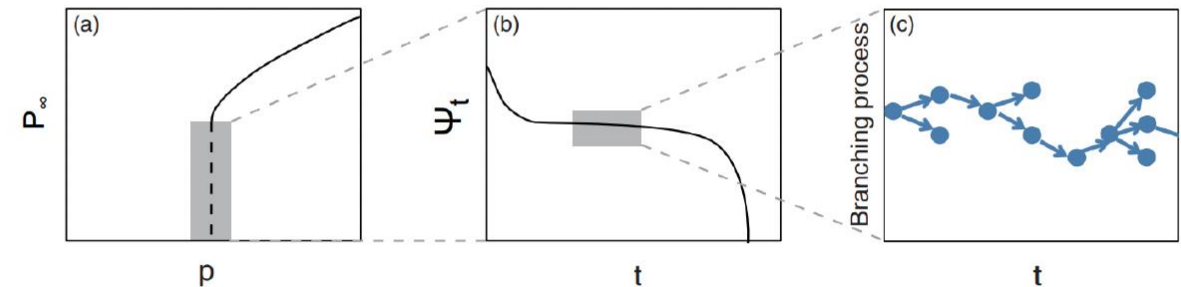 (a)
P∞
p
(b)
Ψt
t
(c)
Branching process
t